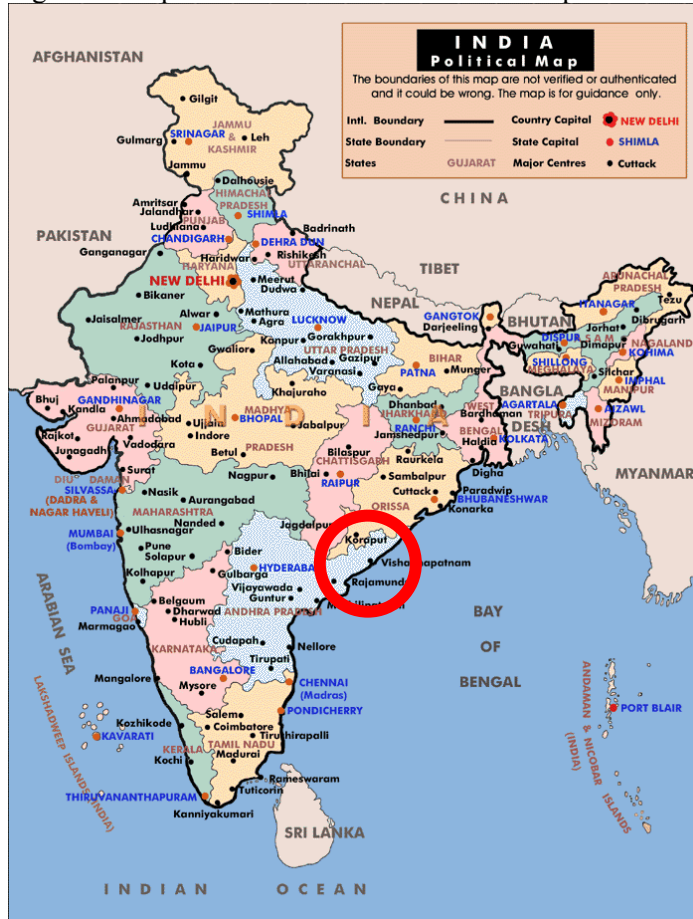 INDIA
Political Map
The boundaries of this map are not verified or authenticated
and it could be wrong. The map is for guidance only.
Intl. Boundary
Country Capital
NEW DELHI
State Boundary
State Capital
SHIMLA
States
GUJARAT
Major Centres
Cuttack
AFGHANISTAN
Gilgit
JAMMU
&
KASHMIR
SRINAGAR
Gulmarg
Leh
Jammu
Dalhousie
HIMACHAL
PRADESH
CHINA
Amritsar
Jalandhar
PUNJAB
Ludhiana
SHIMLA
PAKISTAN
CHANDIGARH
Badrinath
DEHRA DUN
Ganganagar
Haridwar
Rishikesh
UTTARANCHAL
HARYANA
TIBET
NEW DELHI
Meerut
Dudwa
ARUNACHAL
PRADESH
Tezu
Bikaner
NEPAL
ITANAGAR
Jaisalmer
Alwar
Mathura
Agra
LUCKNOW
GANGTOK
Darjeeling
BHUTAN
Dibrugarh
RAJASTHAN
JAIPUR
Jorhat
Jodhpur
Kanpur
Gorakhpur
DISPUR
Guwahat
SAM
Dimapur
NAGALAND
Gwalior
UTTAR PRADESH
Allahabad
Gazipur
BIHAR
KOHIMA
Kota
Varanasi
PATNA
Munger
SHILLONG
MEGHALAYA
Silchar
IMPHAL
MANIPUR
Palanpur
Udaipur
Khajuraho
Gaya
BANGLA
DESH
Bhuj
Kandla
GANDHINAGAR
Dhanbad
JHARKHAND
WEST
BENGAL
AGARTALA
TRIPURA
AIZAWL
MIZORAM
INDIA
Ahmadabad
Ujjain
MADHYA
BHOPAL
PRADESH
Jabalpur
RANCHI
Bardhaman
Rajkot
GUJARAT
Indore
Jamshedpur
Haldia
KOLKATA
Junagadh
Vadodara
Betul
Bilaspur
CHATTISGARH
Raurkela
Digha
MYANMAR
Surat
Nagpur
Bhilai
RAIPUR
Sambalpur
DIU
DAMAN
SILVASSA
(DADRA &
NAGAR HAVELI)
Nasik
Aurangabad
Cuttack
Paradwip
BHUBANESHWAR
ORISSA
Konarka
MAHARASHTRA
Nanded
Jagdalpur
MUMBAI
(Bombay)
Ulhasnagar
Koraput
Pune
Solapur
Bider
HYDERABA
Visha
apatnam
Kolhapur
Gulbarga
Rajamund
Vijayawada
Guntur
ARABIAN SEA
PANAJI
GOA
Marmagao
Belgaum
Dharwad
Hubli
ANDHRA PRADESH
BAY
OF
BENGAL
KARNATAKA
Cudapah
Nellore
Tirupati
Mangalore
BANGALORE
Mysore
CHENNAI
(Madras)
PONDICHERRY
LAKSHADWEEP ISLANDS (INDIA)
ANDAMAN & NICOBAR ISLANDS
(INDIA)
PORT BLAIR
KAVARATI
Kozhikode
Salem
Coimbatore
Tiruthirapalli
TAMIL NADU
KERALA
Kochi
Madurai
Rameswaram
THIRUVANANTHAPURAM
Tuticorin
Kanniyakumari
SRI LANKA
INDIAN OCEAN